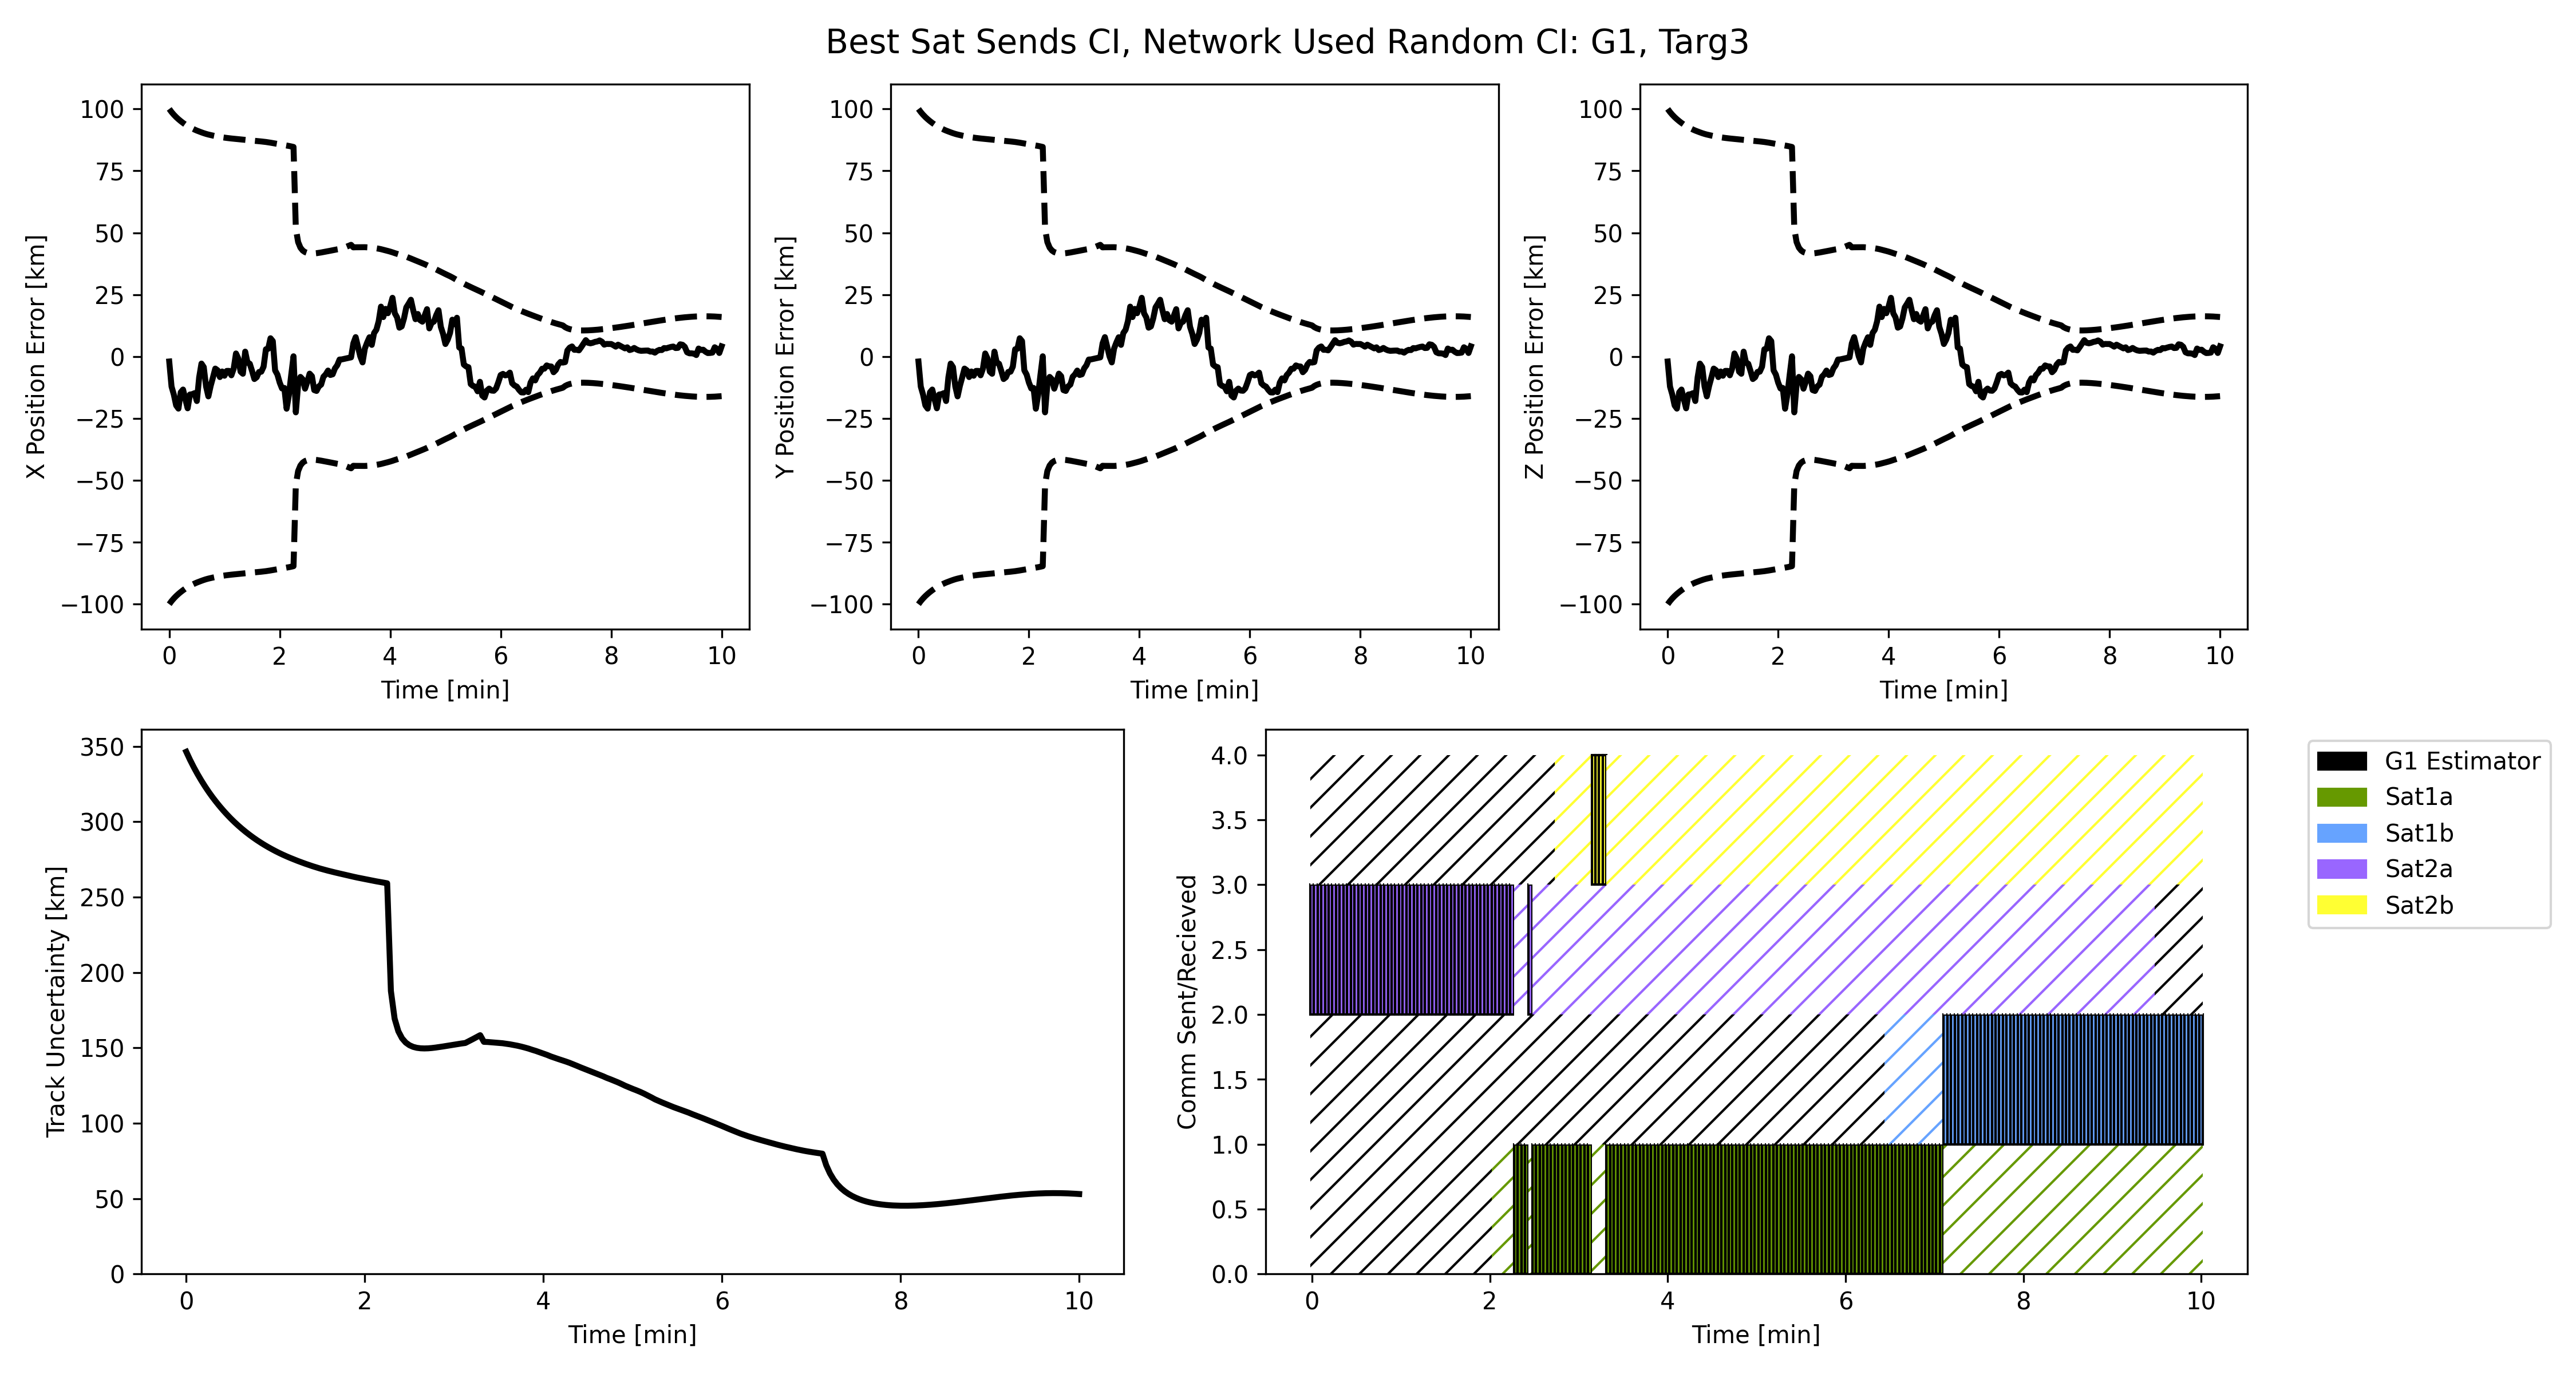 Best Sat Sends CI, Network Used Random CI: G1, Targ3
X Position Error [km]
100
75
50
25
0
−25
−50
−75
−100
0 2 4 6 8 10
Time [min]
Y Position Error [km]
100
75
50
25
0
−25
−50
−75
−100
0 2 4 6 8 10
Time [min]
Z Position Error [km]
100
75
50
25
0
−25
−50
−75
−100
0 2 4 6 8 10
Time [min]
Track Uncertainty [km]
350
300
250
200
150
100
50
0
0 2 4 6 8 10
Time [min]
Comm Sent/Recieved
4.0
3.5
3.0
2.5
2.0
1.5
1.0
0.5
0.0
0 2 4 6 8 10
Time [min]
G1 Estimator
Sat1a
Sat1b
Sat2a
Sat2b